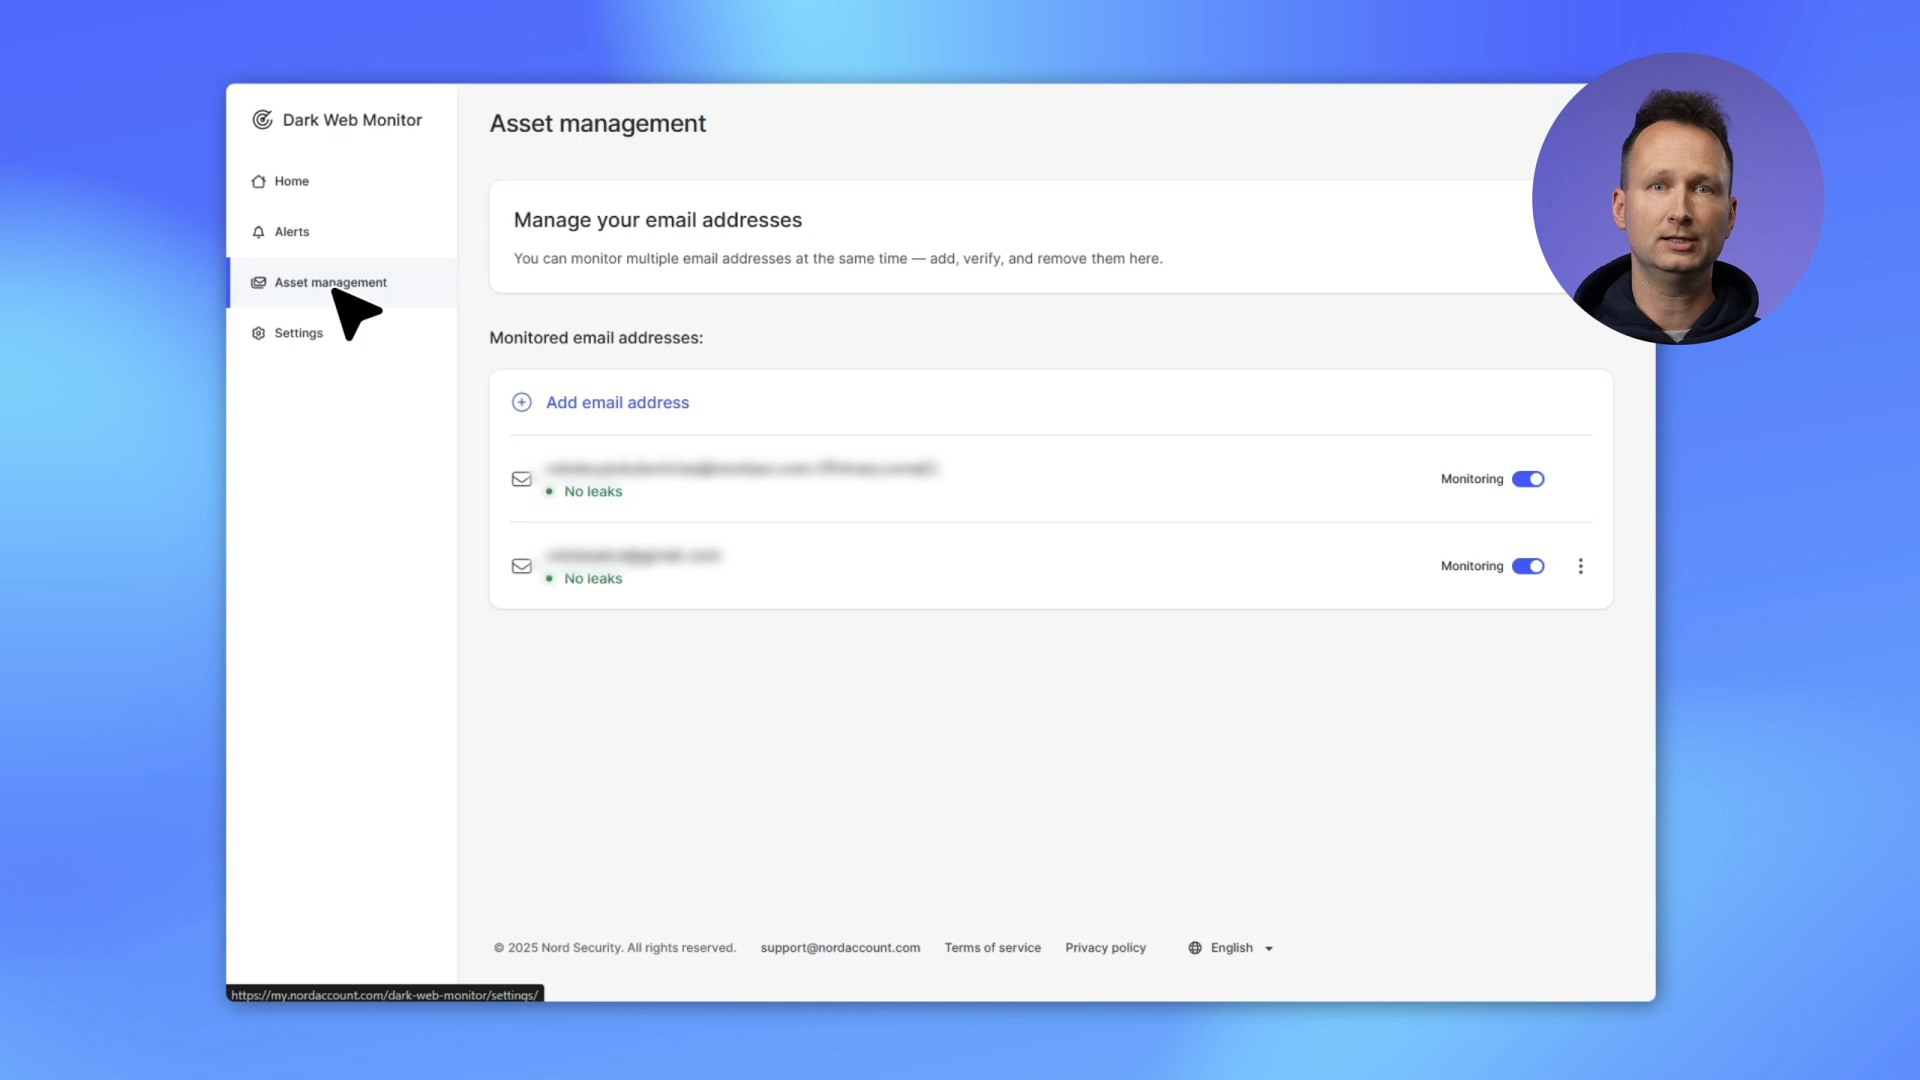 Dark Web Monitor
Home
Alerts
Asset management
Settings
Asset management
Manage your email addresses
You can monitor multiple email addresses at the same time — add, verify, and remove them here.
Monitored email addresses:
Add email address
No leaks
Monitoring
No leaks
Monitoring
© 2025 Nord Security. All rights reserved. support@nordaccount.com Terms of service Privacy policy English
https://my.nordaccount.com/dark-web-monitor/settings/